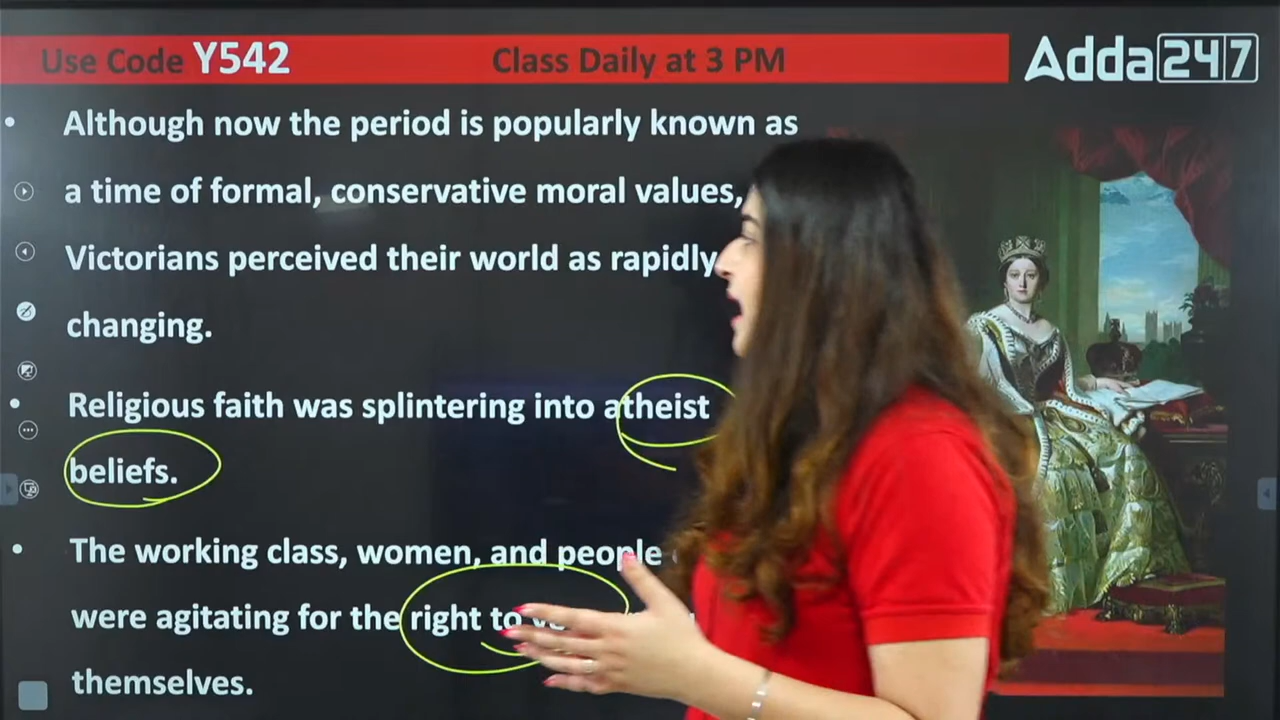 Use Code Y542 Class Daily at 3 PM Adda247
• Although now the period is popularly known as
a time of formal, conservative moral values,
Victorians perceived their world as rapidly
changing.
• Religious faith was splintering into atheist
beliefs.
• The working class, women, and people
were agitating for the right to
themselves.